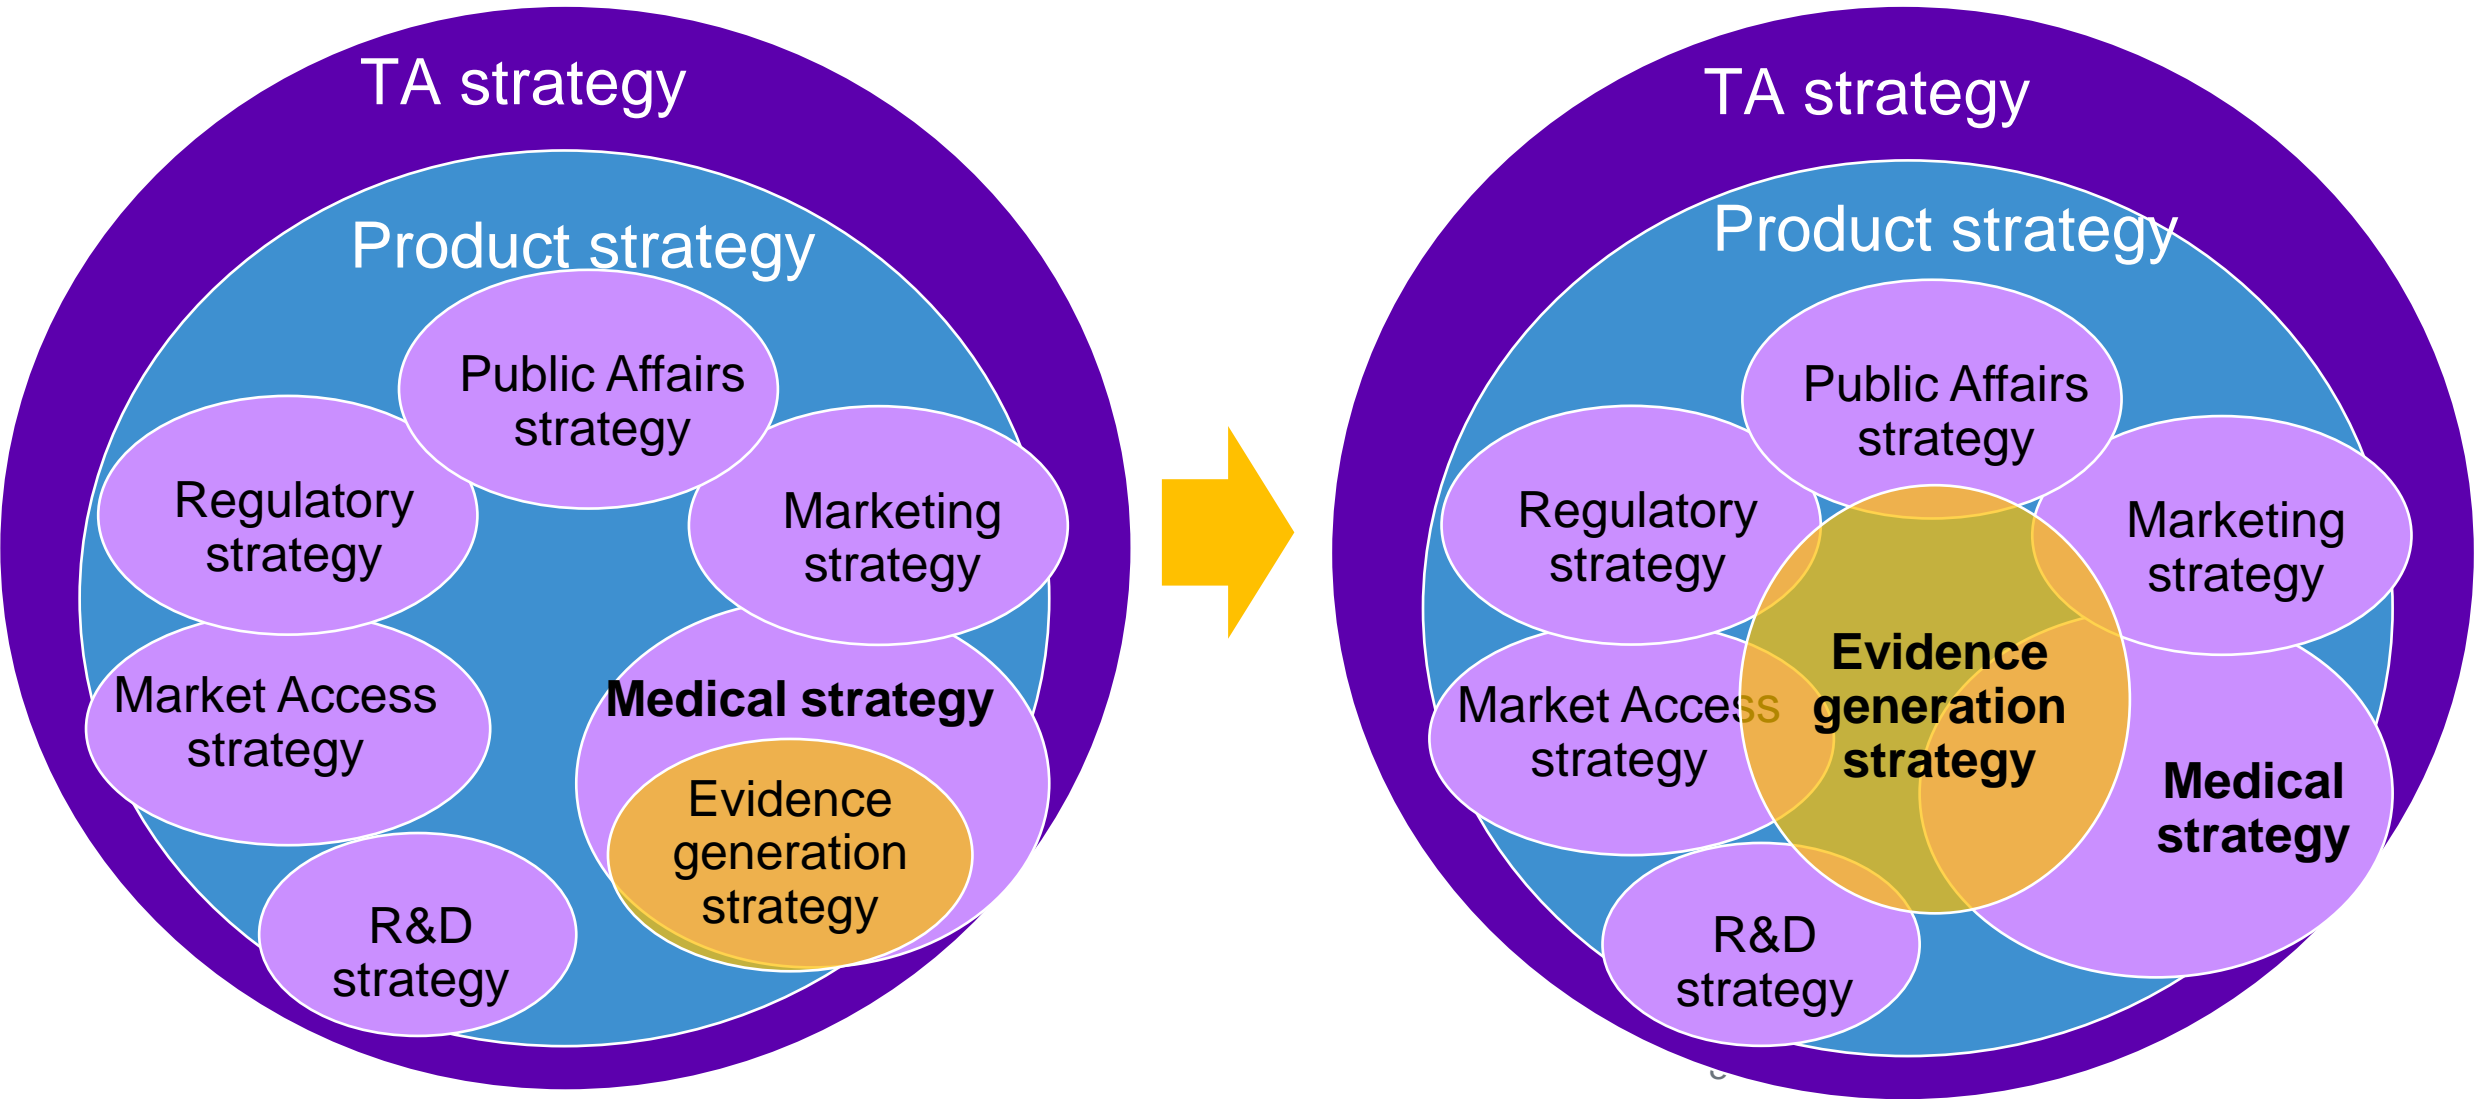 TA strategy
Product strategy
Public Affairs
strategy
Regulatory
strategy
Marketing
strategy
Market Access
strategy
Medical strategy
Evidence
generation
strategy
R&D
strategy
TA strategy
Product strategy
Public Affairs
strategy
Regulatory
strategy
Marketing
strategy
Market Access
strategy
Evidence
generation
strategy
Medical
strategy
R&D
strategy